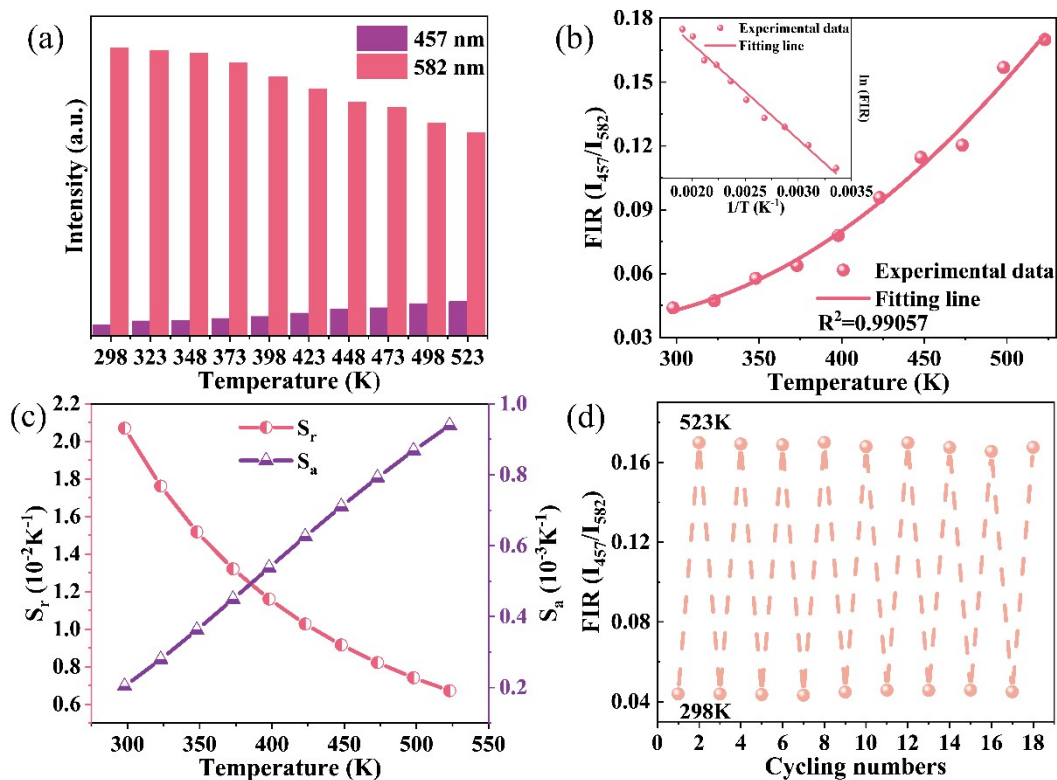 (a)
457 nm
582 nm
Intensity (a.u.)
298 323 348 373 398 423 448 473 498 523
Temperature (K)
(b)
0.18
0.15
0.12
0.09
0.06
0.03
FIR (I457/I582)
Experimental data
Fitting line
ln (FIR)
0.0020 0.0025 0.0030 0.0035
1/T (K⁻¹)
Experimental data
Fitting line
R²=0.99057
300 350 400 450 500
Temperature (K)
(c)
2.2
2.0
1.8
1.6
1.4
1.2
1.0
0.8
0.6
Sr (10⁻²K⁻¹)
Sr
Sa
1.0
0.8
0.6
0.4
0.2
Sa (10⁻³K⁻¹)
300 350 400 450 500 550
Temperature (K)
(d)
0.16
0.12
0.08
0.04
FIR (I457/I582)
523K
298K
0 2 4 6 8 10 12 14 16 18
Cycling numbers